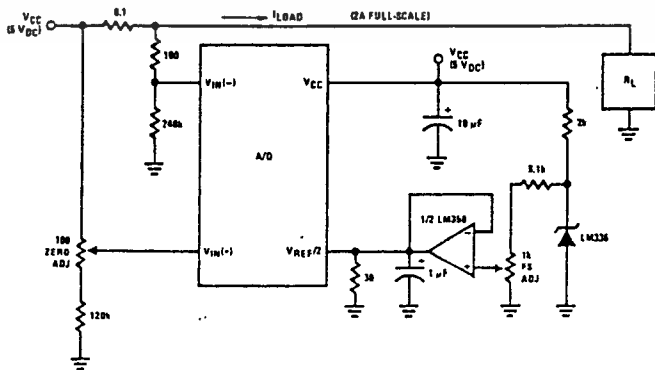 VCC
(5 VDC)
0.1
ILOAD
(2A FULL-SCALE)
100
VIN(−)
240k
A/D
VCC
VCC
(5 VDC)
10 µF
RL
2k
9.1k
1/2 LM358
LM336
100
ZERO
ADJ
VIN(+)
VREF/2
30
1 µF
1k
FS
ADJ
120k